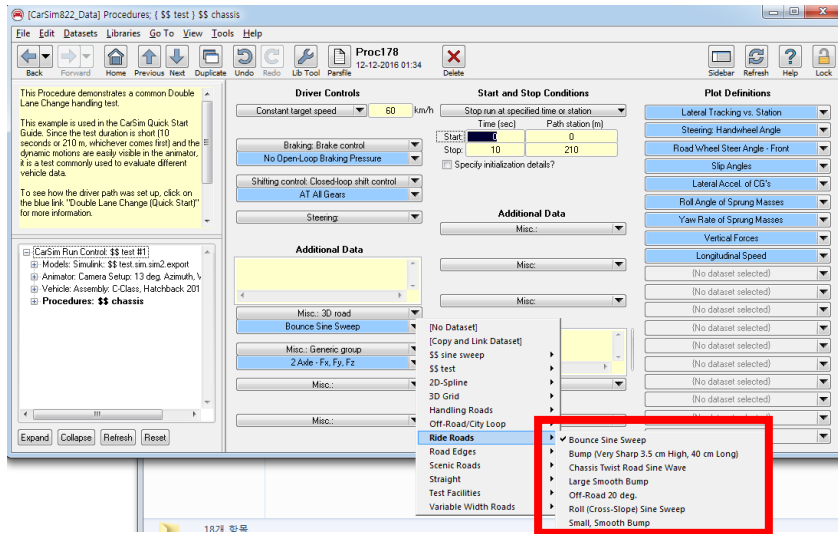 [CarSim822_Data] Procedures; { $$ test } $$ chassis
File Edit Datasets Libraries Go To View Tools Help
Back Forward Home Previous Next Duplicate Undo Redo Lib Tool Parsfile
Proc178
12-12-2016 01:34
Delete Sidebar Refresh Help Lock
This Procedure demonstrates a common Double
Lane Change handling test.
This example is used in the CarSim Quick Start
Guide. Since the test duration is short (10
seconds or 210 m, whichever comes first) and the
dynamic motions are easily visible in the animator,
it is a test commonly used to evaluate different
vehicle data.
To see how the driver path was set up, click on
the blue link "Double Lane Change (Quick Start)"
for more information.
CarSim Run Control: $$ test #1}
Models: Simulink: $$ test.sim.sim2.export
Animator: Camera Setup: 13 deg. Azimuth, V
Vehicle: Assembly: C-Class, Hatchback 201
Procedures: $$ chassis
Expand Collapse Refresh Reset
Driver Controls
Constant target speed 60 km/h
Braking: Brake control
No Open-Loop Braking Pressure
Shifting control: Closed-loop shift control
AT All Gears
Steering:
Additional Data
Misc.: 3D road
Bounce Sine Sweep
Misc.: Generic group
2 Axle - Fx, Fy, Fz
Misc.:
Misc.:
Start and Stop Conditions
Stop run at specified time or station
Time (sec) Path station (m)
Start: 0 0
Stop: 10 210
Specify initialization details?
Additional Data
Misc.:
Misc:
Misc:
Plot Definitions
Lateral Tracking vs. Station
Steering: Handwheel Angle
Road Wheel Steer Angle - Front
Slip Angles
Lateral Accel. of CG's
Roll Angle of Sprung Masses
Yaw Rate of Sprung Masses
Vertical Forces
Longitudinal Speed
(No dataset selected)
(No dataset selected)
(No dataset selected)
(No dataset selected)
(No dataset selected)
(No dataset selected)
(No dataset selected)
(No dataset selected)
[No Dataset]
[Copy and Link Dataset]
$$ sine sweep
$$ test
2D-Spline
3D Grid
Handling Roads
Off-Road/City Loop
Ride Roads
Road Edges
Scenic Roads
Straight
Test Facilities
Variable Width Roads
Bounce Sine Sweep
Bump (Very Sharp 3.5 cm High, 40 cm Long)
Chassis Twist Road Sine Wave
Large Smooth Bump
Off-Road 20 deg.
Roll (Cross-Slope) Sine Sweep
Small, Smooth Bump
18개 항목